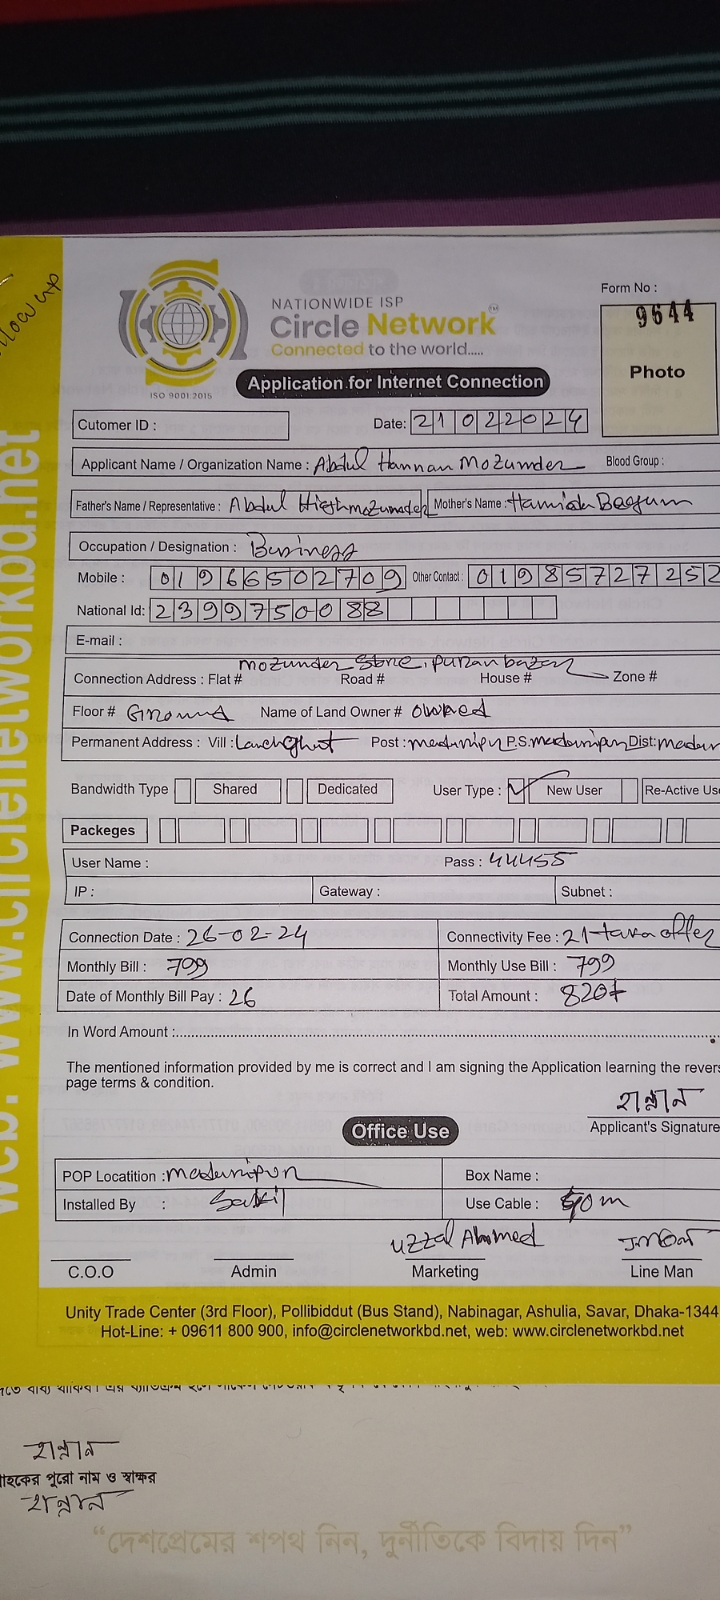 NATIONWIDE ISP
Circle Network
Connected to the world.....
ISO 9001:2015
Form No :
9644
Photo
Application for Internet Connection
Cutomer ID :
Date: 21022024
Applicant Name / Organization Name : Abdul Hannan Mozumder Blood Group :
Father's Name / Representative : Abdul High mozumader Mother's Name : Begum
Occupation / Designation : Business
Mobile : 01966502709 Other Contact : 01985727252
National Id: 2399750088
E-mail :
mozumder Store, puran bazar
Connection Address : Flat # Road # House # Zone #
Floor # Ground Name of Land Owner # owned
Permanent Address : Vill : Post : madaripur P.S. madaripur Dist: madar
Bandwidth Type Shared Dedicated User Type : New User Re-Active Use
Packeges
User Name : Pass : 44455
IP : Gateway : Subnet :
Connection Date : 26-02-24 Connectivity Fee : 21 taka offer
Monthly Bill : 799 Monthly Use Bill : 799
Date of Monthly Bill Pay : 26 Total Amount : 820
In Word Amount :
The mentioned information provided by me is correct and I am signing the Application learning the revers
page terms & condition.
হান্নান
Applicant's Signature
Office Use
POP Locatition : madaripur Box Name :
Installed By : Sakil Use Cable : m
Uzzal Ahmed
C.O.O Admin Marketing Line Man
Unity Trade Center (3rd Floor), Pollibiddut (Bus Stand), Nabinagar, Ashulia, Savar, Dhaka-1344
Hot-Line: + 09611 800 900, info@circlenetworkbd.net, web: www.circlenetworkbd.net
web: www.circlenetworkbd.net
হান্নান
াহকের পুরো নাম ও স্বাক্ষর
হান্নান
“দেশপ্রেমের শপথ নিন, দুর্নীতিকে বিদায় দিন”